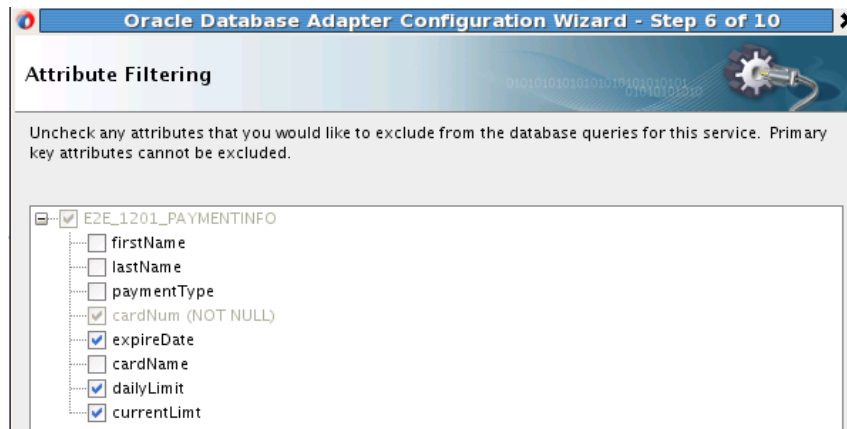 Oracle Database Adapter Configuration Wizard - Step 6 of 10
Attribute Filtering
Uncheck any attributes that you would like to exclude from the database queries for this service. Primary
key attributes cannot be excluded.
E2E_1201_PAYMENTINFO
firstName
lastName
paymentType
cardNum (NOT NULL)
expireDate
cardName
dailyLimit
currentLimt